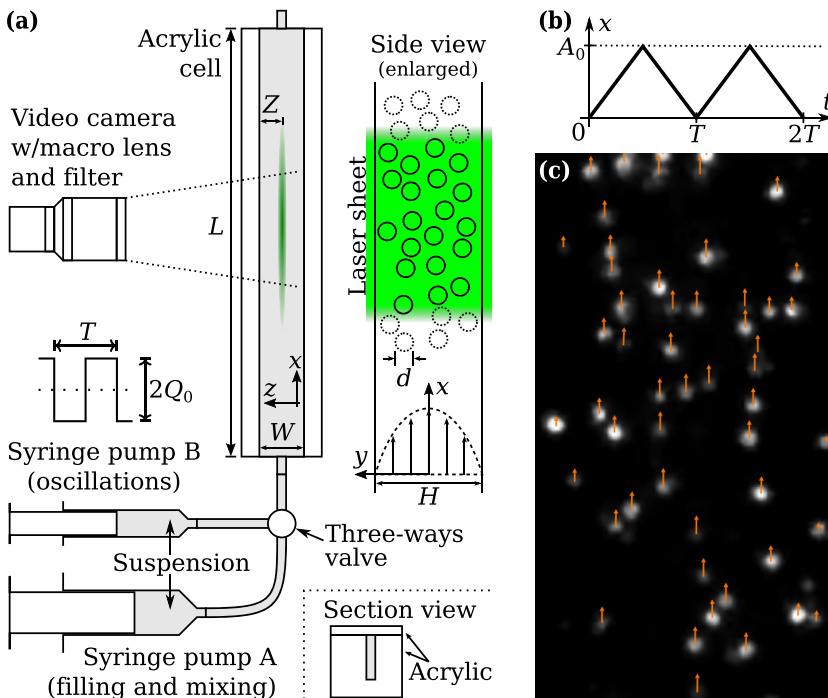 (a)
Acrylic
cell
Z
Video camera
w/macro lens
and filter
L
T
2Q₀
x
z
W
Syringe pump B
(oscillations)
Three-ways
valve
Suspension
Syringe pump A
(filling and mixing)
Section view
Acrylic
Side view
(enlarged)
Laser sheet
d
x
y
H
(b)
x
A₀
0
T
2T
t
(c)